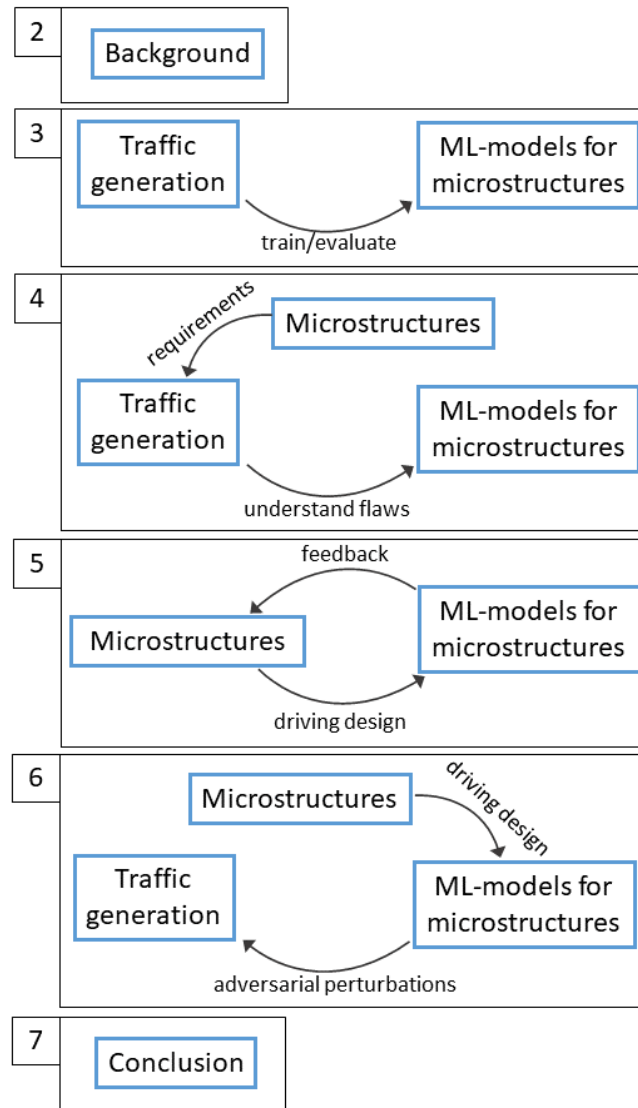 2
Background
3
Traffic
generation
ML-models for
microstructures
train/evaluate
4
requirements
Microstructures
Traffic
generation
ML-models for
microstructures
understand flaws
5
feedback
Microstructures
ML-models for
microstructures
driving design
6
Microstructures
driving design
Traffic
generation
ML-models for
microstructures
adversarial perturbations
7
Conclusion